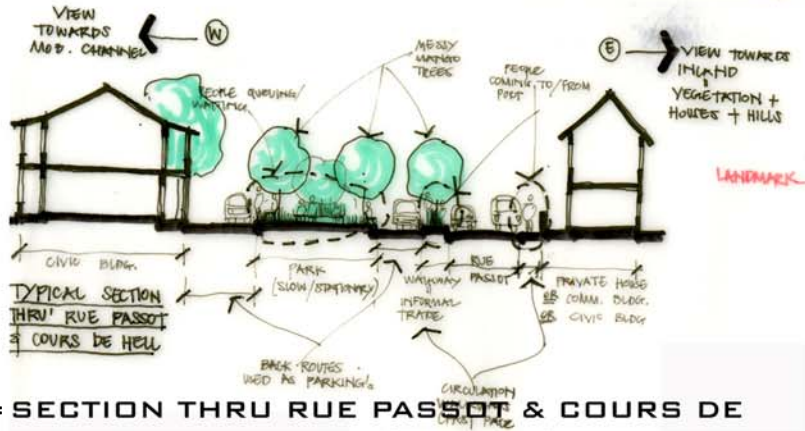 VIEW
TOWARDS
MOZ. CHANNEL
W
PEOPLE QUEUING/
WAITING
MESSY
MANGO
TREES
PEOPLE
COMING TO/FROM
PORT
E
VIEW TOWARDS
INLAND
VEGETATION +
HOUSES + HILLS
LANDMARK
CIVIC BLDG.
PARK
(SLOW/STATIONARY)
WALKWAY
INFORMAL
TRADE
RUE
PASSOT
PRIVATE HOUSE
OR COMM. BLDG.
OR CIVIC BLDG
TYPICAL SECTION
THRU' RUE PASSOT
& COURS DE HELL
BACK ROUTES
USED AS PARKING
CIRCULATION
SECTION THRU RUE PASSOT & COURS DE